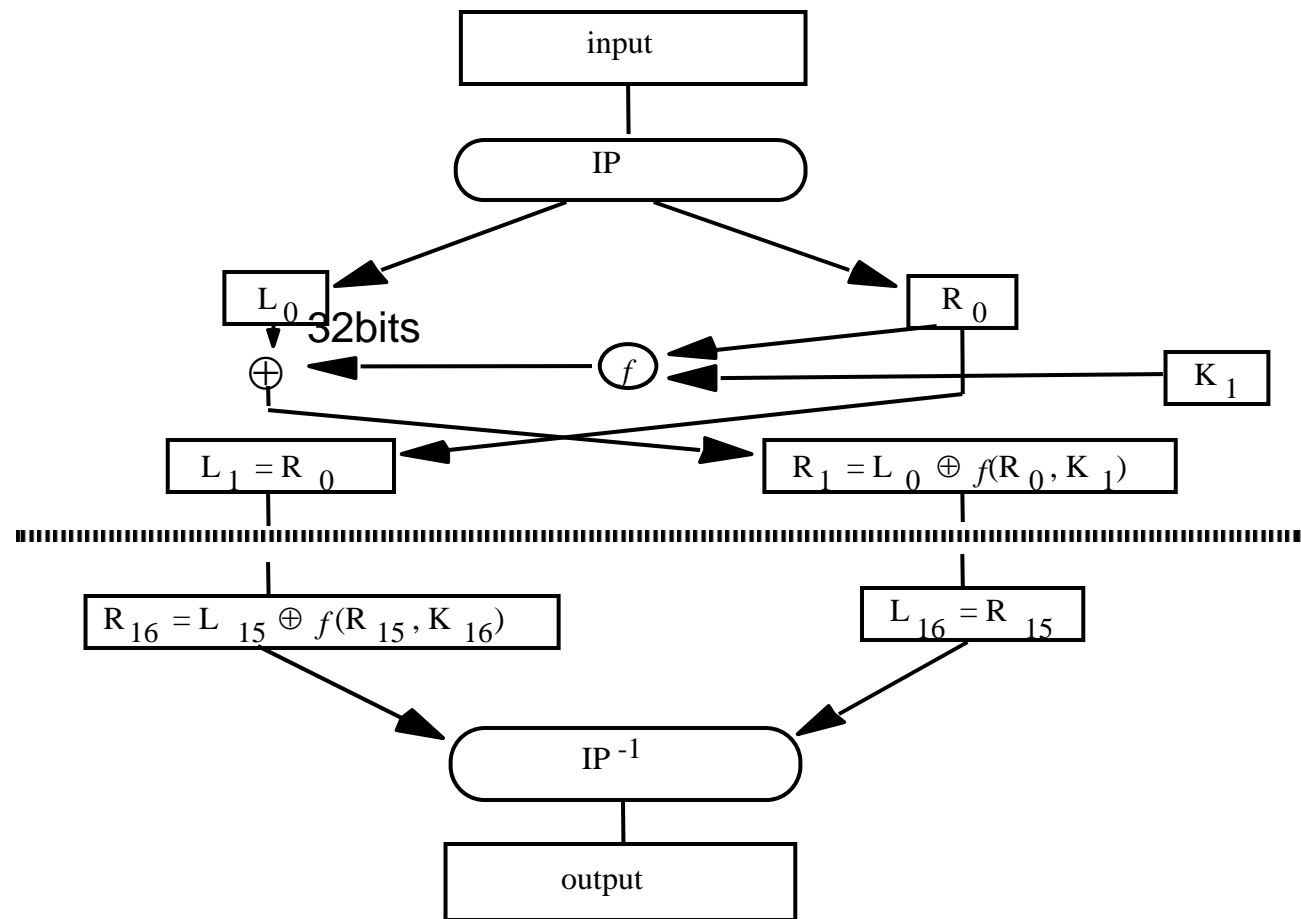 input
IP
L 0
R 0
32bits
⊕
f
K 1
L 1 = R 0
R 1 = L 0 ⊕ f(R 0 , K 1 )
R 16 = L 15 ⊕ f(R 15 , K 16 )
L 16 = R 15
IP -1
output